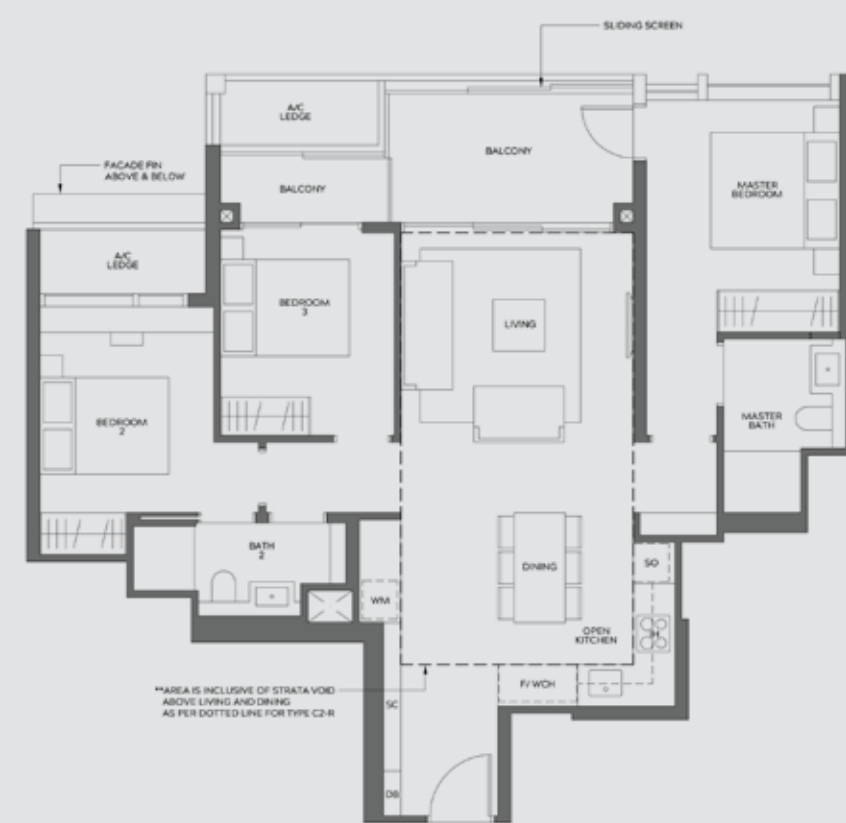 SLIDING SCREEN
A/C
LEDGE
BALCONY
FACADE FIN
ABOVE & BELOW
BALCONY
MASTER
BEDROOM
A/C
LEDGE
BEDROOM
3
LIVING
BEDROOM
2
MASTER
BATH
BATH
2
DINING
SO
WM
OPEN
KITCHEN
H
F/ WCH
**AREA IS INCLUSIVE OF STRATA VOID
ABOVE LIVING AND DINING
AS PER DOTTED LINE FOR TYPE C2-R
SC
DB